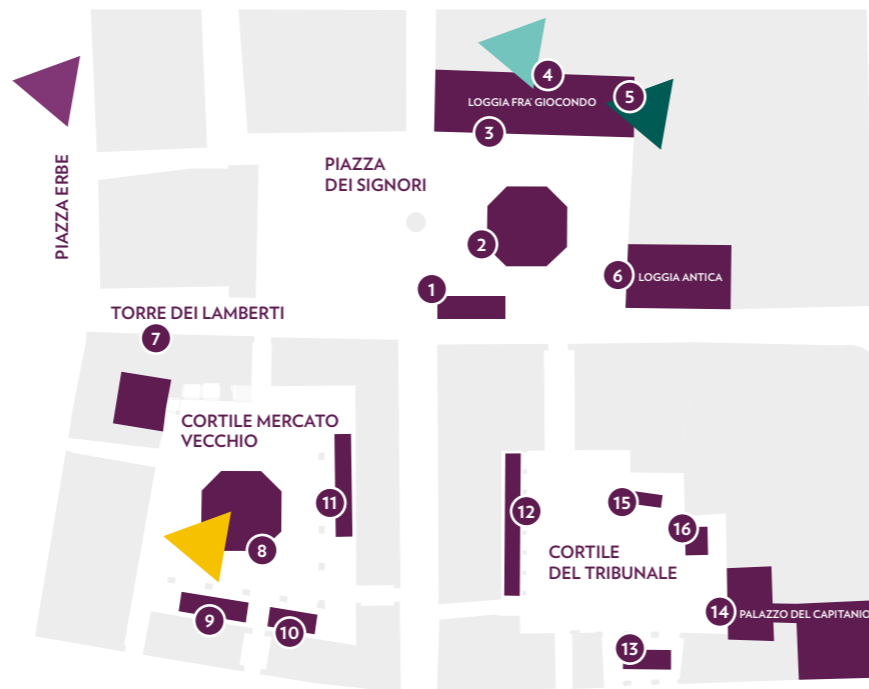 4
5
LOGGIA FRA' GIOCONDO
3
PIAZZA ERBE
PIAZZA
DEI SIGNORI
2
6
LOGGIA ANTICA
1
TORRE DEI LAMBERTI
7
CORTILE MERCATO
VECCHIO
11
12
15
16
8
CORTILE
DEL TRIBUNALE
9
10
14
PALAZZO DEL CAPITANIO
13